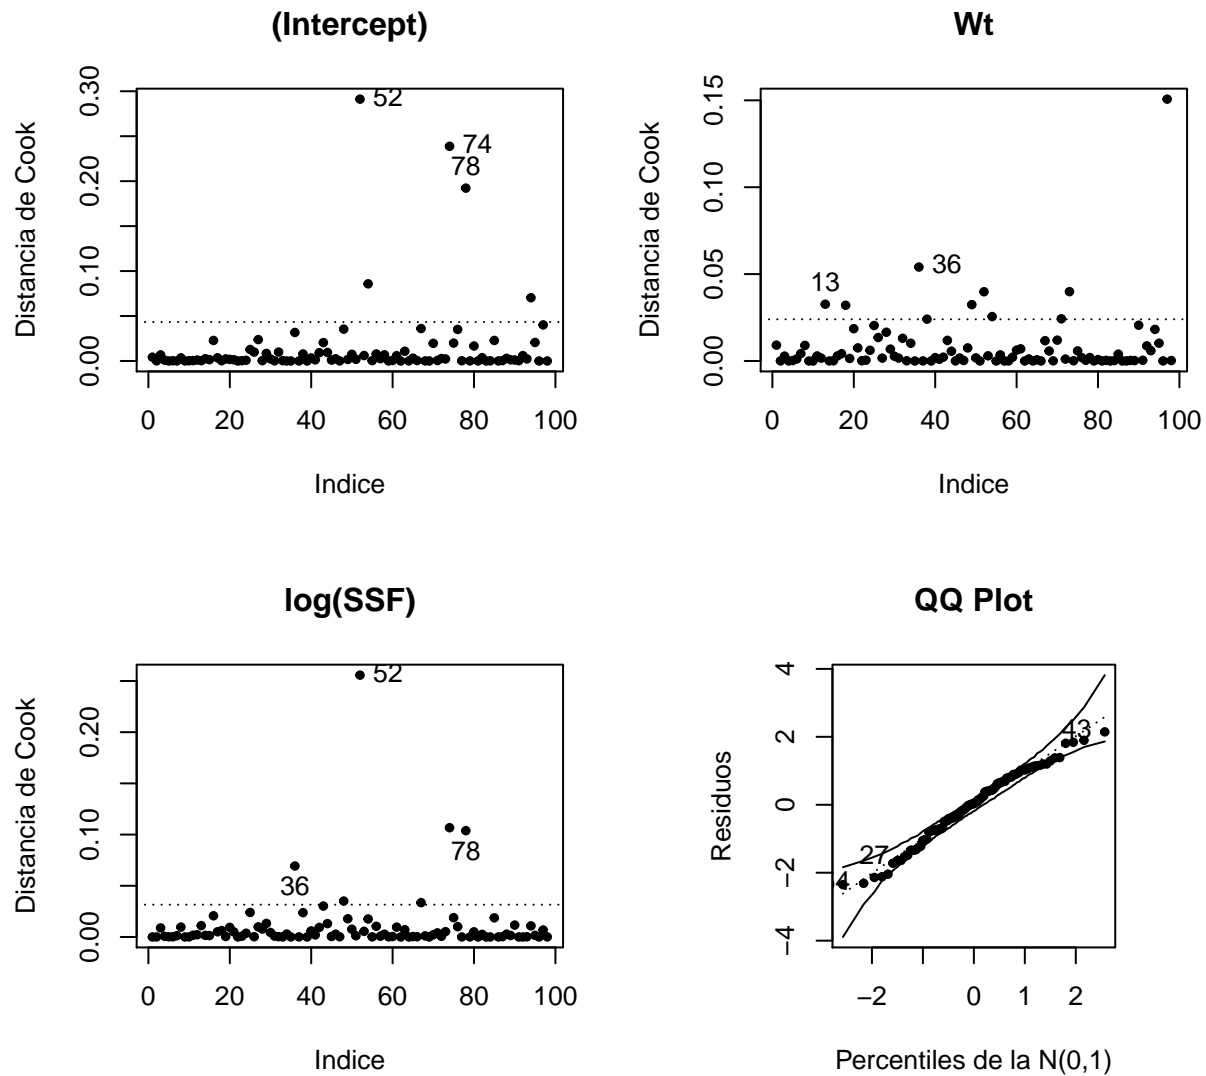 (Intercept)
Distancia de Cook
0.00 0.10 0.20 0.30
52
74
78
0 20 40 60 80 100
Indice
Wt
Distancia de Cook
0.00 0.05 0.10 0.15
13
36
0 20 40 60 80 100
Indice
log(SSF)
Distancia de Cook
0.00 0.10 0.20
52
78
36
0 20 40 60 80 100
Indice
QQ Plot
Residuos
−4 −2 0 2 4
43
27
4
−2 0 1 2
Percentiles de la N(0,1)